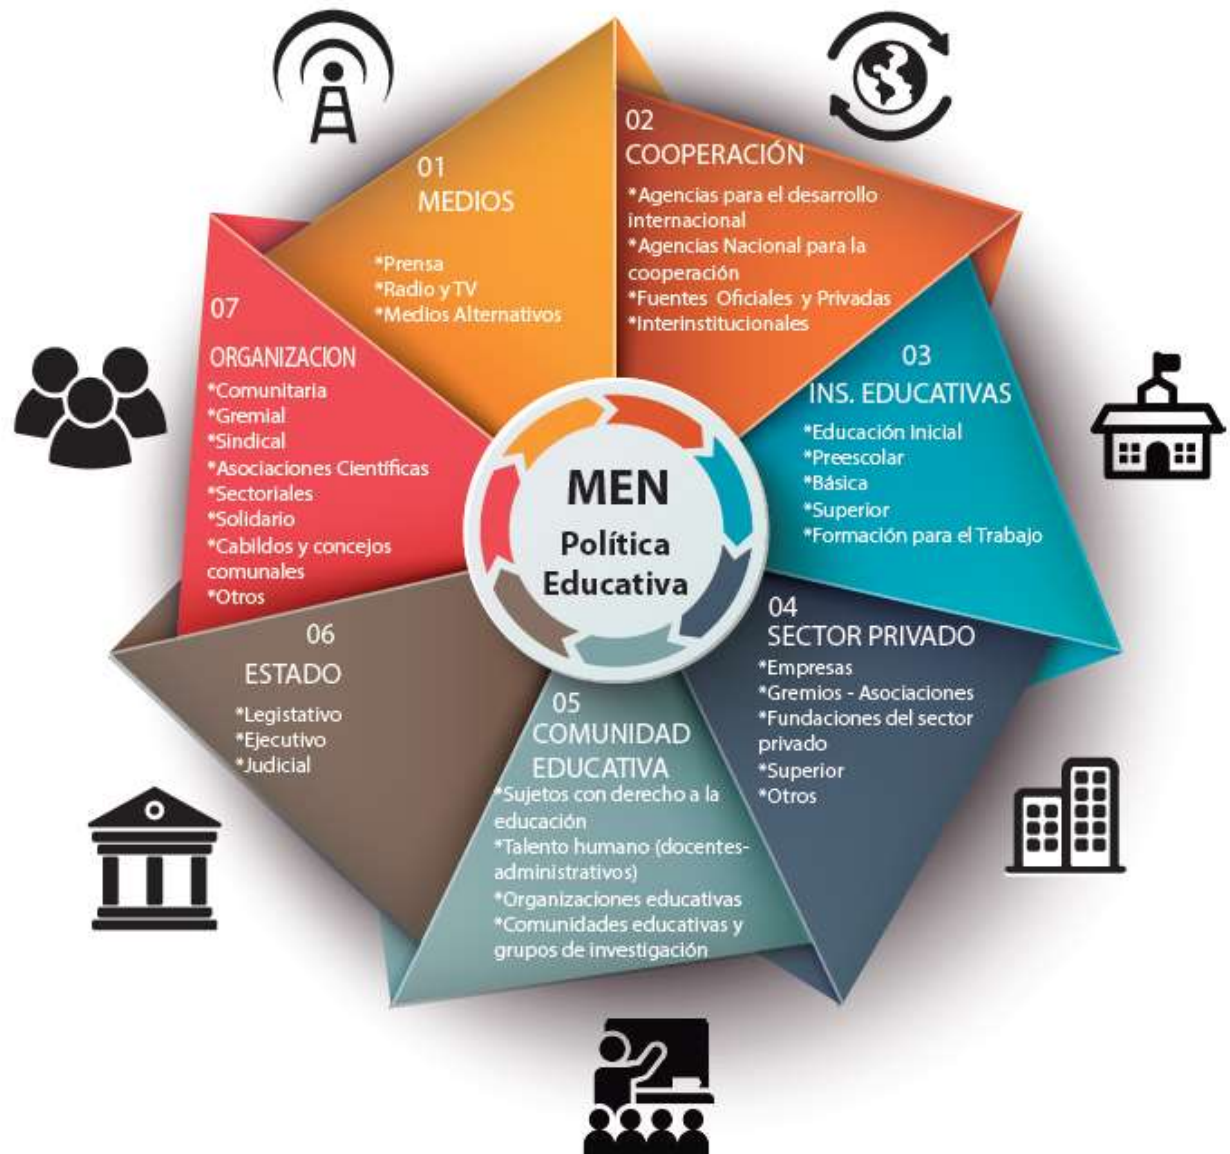 01
MEDIOS
*Prensa
*Radio y TV
*Medios Alternativos
02
COOPERACIÓN
*Agencias para el desarrollo
internacional
*Agencias Nacional para la
cooperación
*Fuentes Oficiales y Privadas
*Interinstitucionales
03
INS. EDUCATIVAS
*Educación Inicial
*Preescolar
*Básica
*Superior
*Formación para el Trabajo
04
SECTOR PRIVADO
*Empresas
*Gremios - Asociaciones
*Fundaciones del sector
privado
*Superior
*Otros
05
COMUNIDAD
EDUCATIVA
*Sujetos con derecho a la
educación
*Talento humano (docentes-
administrativos)
*Organizaciones educativas
*Comunidades educativas y
grupos de investigación
06
ESTADO
*Legistativo
*Ejecutivo
*Judicial
07
ORGANIZACION
*Comunitaria
*Gremial
*Sindical
*Asociaciones Científicas
*Sectoriales
*Solidario
*Cabildos y concejos
comunales
*Otros
MEN
Política
Educativa